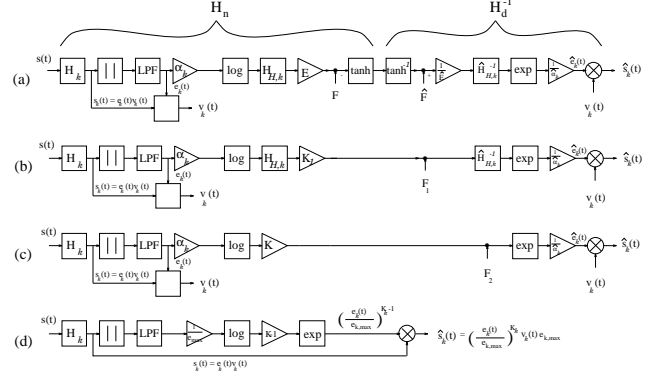 H_n H_d^-1
(a) s(t) H_k | | LPF α_k log H_H,k E tanh tanh^-1 1/Ê Ĥ_H,k^-1 exp 1/α_k ê_k(t) ŝ_k(t)
e_k(t) F - F̂ +
s_k(t) = e_k(t)v_k(t) v_k(t) v_k(t)
(b) s(t) H_k | | LPF α_k log H_H,k K_1 Ĥ_H,k^-1 exp 1/α_k ê_k(t) ŝ_k(t)
e_k(t) F_1
s_k(t) = e_k(t)v_k(t) v_k(t) v_k(t)
(c) s(t) H_k | | LPF α_k log K exp 1/α_k ê_k(t) ŝ_k(t)
e_k(t) F_2
s_k(t) = e_k(t)v_k(t) v_k(t) v_k(t)
(d) s(t) H_k | | LPF 1/e_max log K-1 exp (e_k(t)/e_k,max)^K_k-1 ŝ_k(t) = (e_k(t)/e_k,max)^K_k v_k(t) e_k,max
s_k(t) = e_k(t)v_k(t)